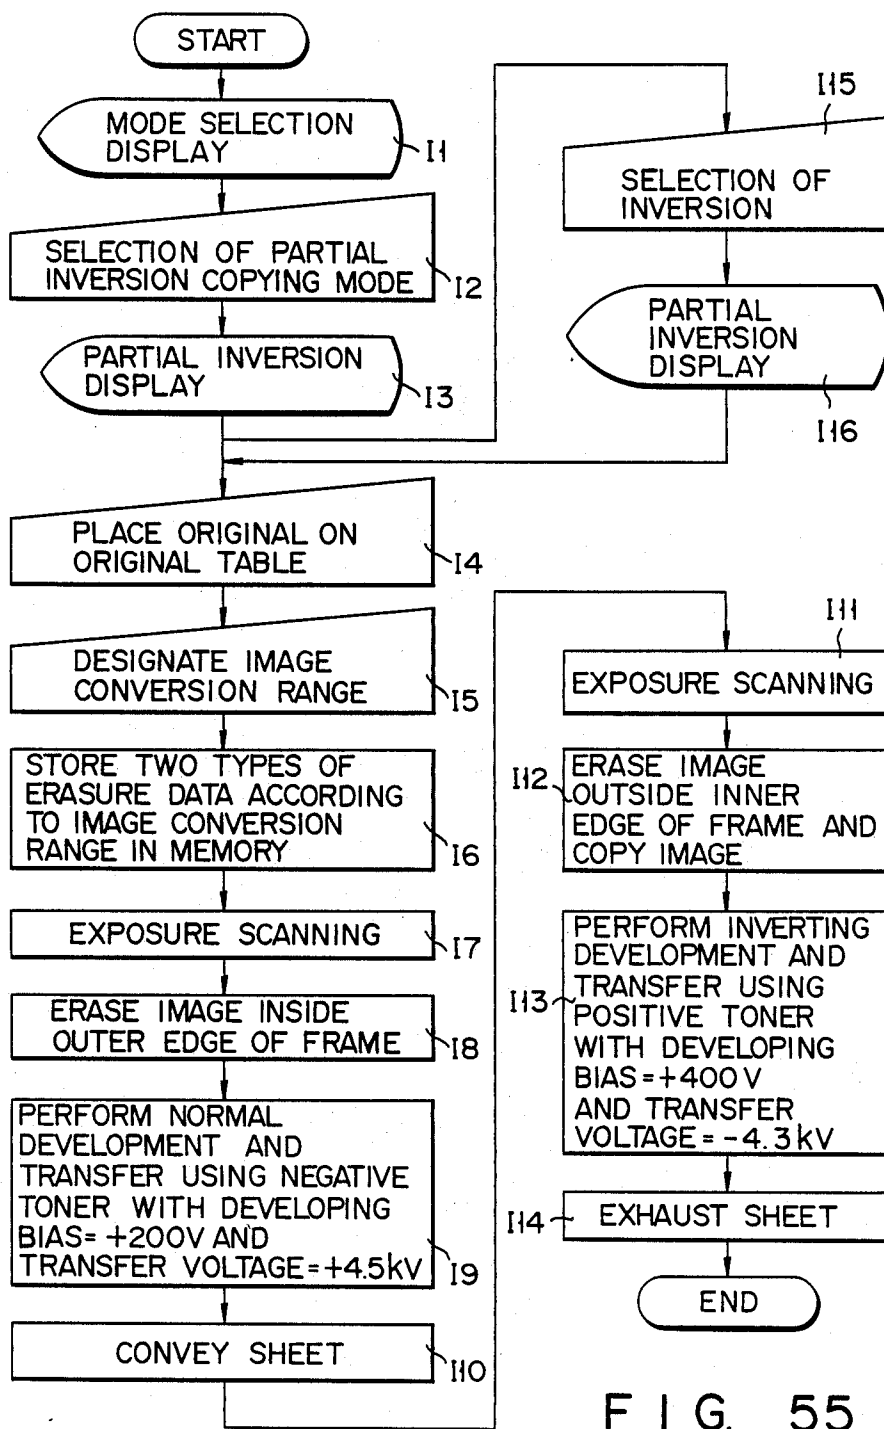 START
MODE SELECTION
DISPLAY
I1
SELECTION OF PARTIAL
INVERSION COPYING MODE
I2
PARTIAL INVERSION
DISPLAY
I3
PLACE ORIGINAL ON
ORIGINAL TABLE
I4
DESIGNATE IMAGE
CONVERSION RANGE
I5
STORE TWO TYPES OF
ERASURE DATA ACCORDING
TO IMAGE CONVERSION
RANGE IN MEMORY
I6
EXPOSURE SCANNING
I7
ERASE IMAGE INSIDE
OUTER EDGE OF FRAME
I8
PERFORM NORMAL
DEVELOPMENT AND
TRANSFER USING NEGATIVE
TONER WITH DEVELOPING
BIAS= +200V AND
TRANSFER VOLTAGE=+4.5kV
I9
CONVEY SHEET
I10
I15
SELECTION OF
INVERSION
PARTIAL
INVERSION
DISPLAY
I16
I11
EXPOSURE SCANNING
I12
ERASE IMAGE
OUTSIDE INNER
EDGE OF FRAME AND
COPY IMAGE
I13
PERFORM INVERTING
DEVELOPMENT AND
TRANSFER USING
POSITIVE TONER
WITH DEVELOPING
BIAS=+400V
AND TRANSFER
VOLTAGE=-4.3kV
I14
EXHAUST SHEET
END
FIG. 55